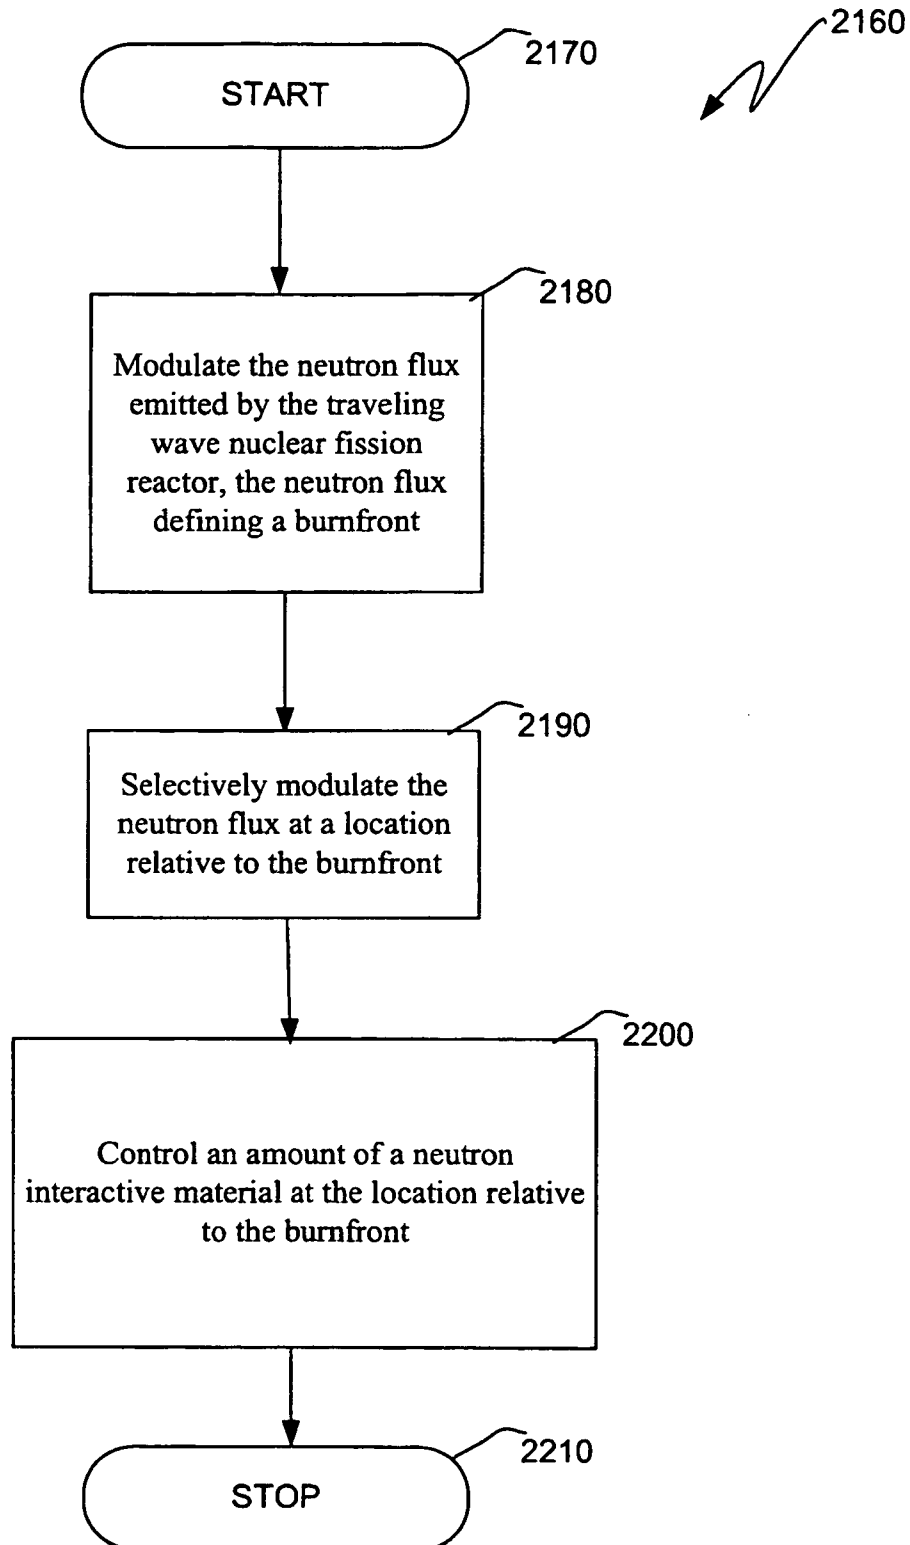 2160
2170
START
2180
Modulate the neutron flux
emitted by the traveling
wave nuclear fission
reactor, the neutron flux
defining a burnfront
2190
Selectively modulate the
neutron flux at a location
relative to the burnfront
2200
Control an amount of a neutron
interactive material at the location relative
to the burnfront
2210
STOP